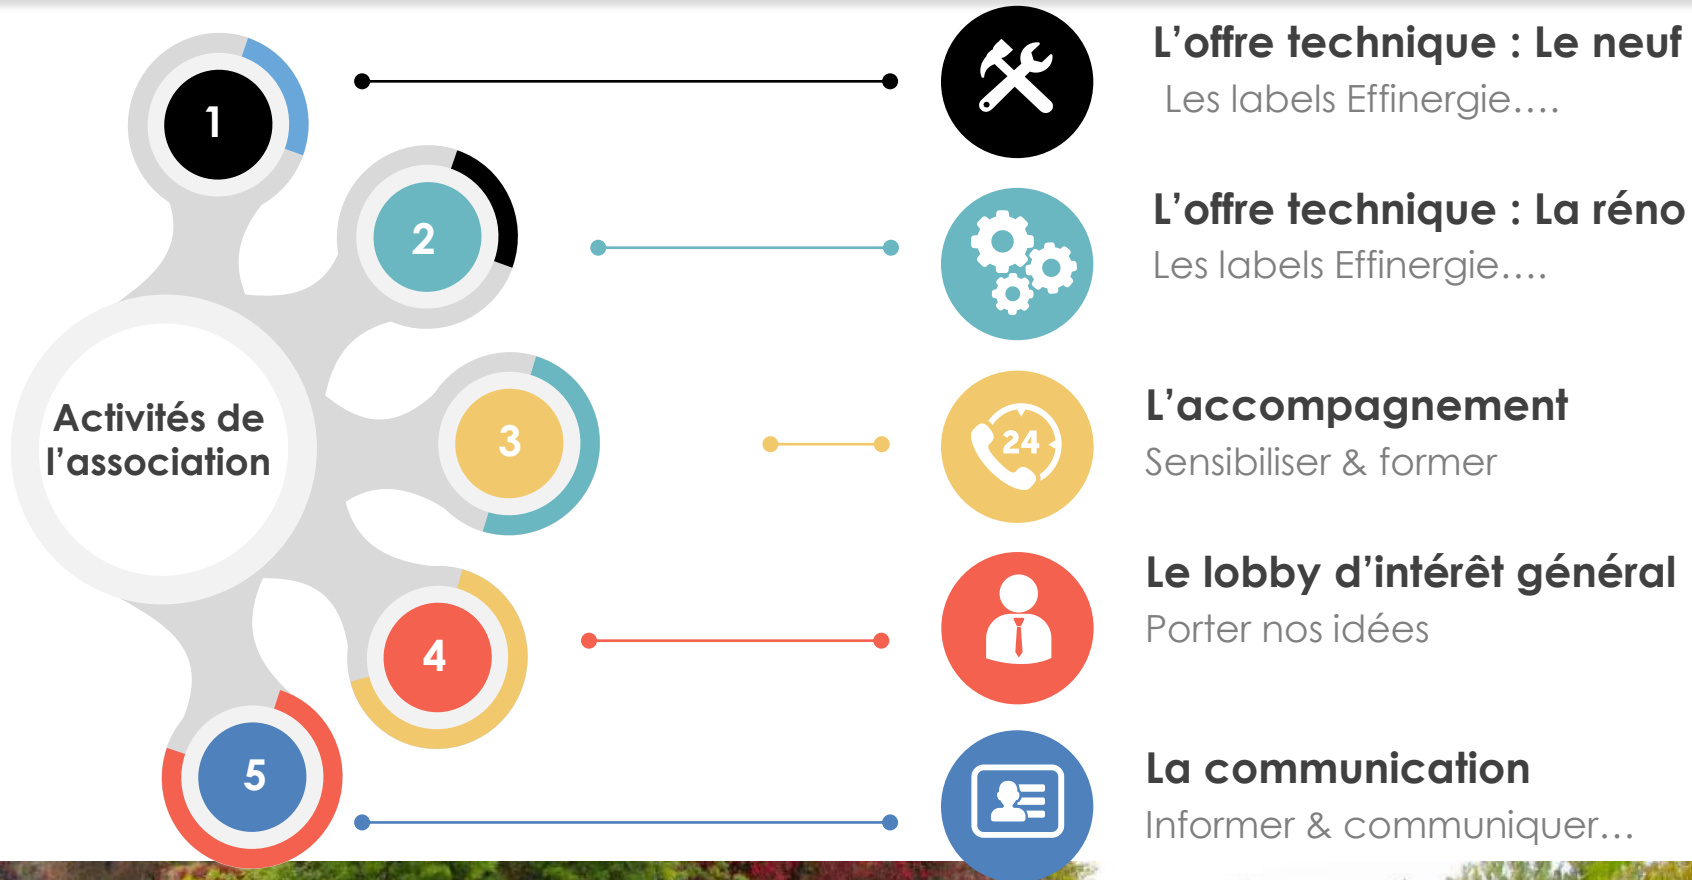 Activités de
l’association
1
L’offre technique : Le neuf
Les labels Effinergie....
2
L’offre technique : La réno
Les labels Effinergie....
3
24
L’accompagnement
Sensibiliser & former
4
Le lobby d’intérêt général
Porter nos idées
5
La communication
Informer & communiquer...